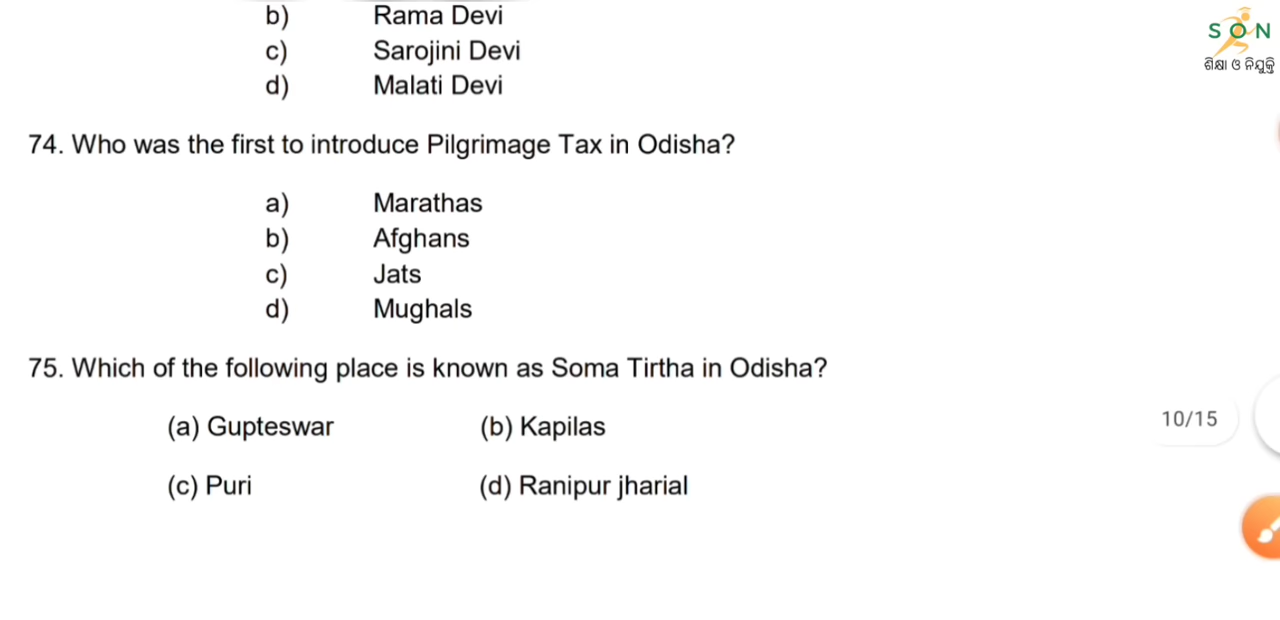 b) Rama Devi
c) Sarojini Devi
d) Malati Devi
S O N
ଶିକ୍ଷା ଓ ନିଯୁକ୍ତି
74. Who was the first to introduce Pilgrimage Tax in Odisha?
a) Marathas
b) Afghans
c) Jats
d) Mughals
75. Which of the following place is known as Soma Tirtha in Odisha?
(a) Gupteswar (b) Kapilas
10/15
(c) Puri (d) Ranipur jharial